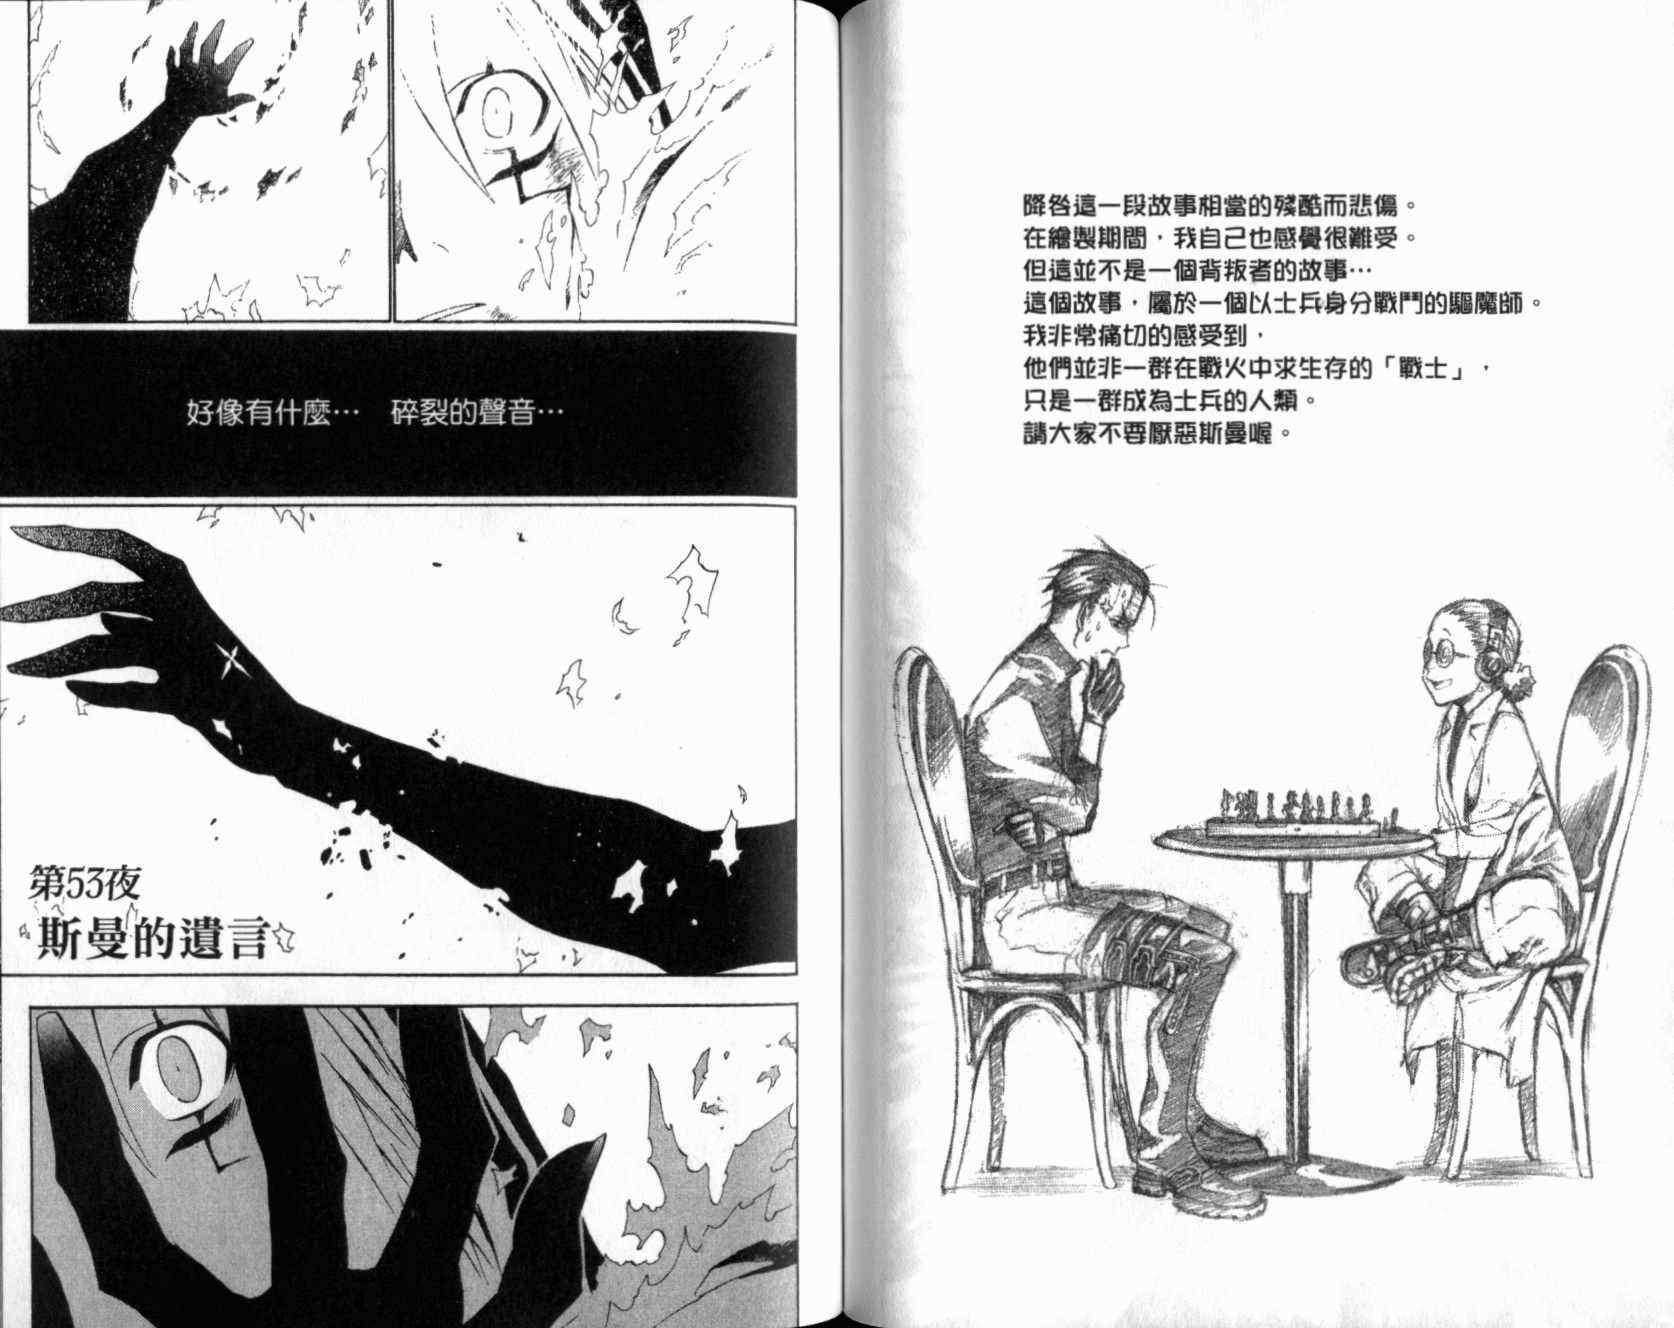 降咎這一段故事相當的殘酷而悲傷。
在繪製期間，我自己也感覺很難受。
但這並不是一個背叛者的故事…
這個故事，屬於一個以士兵身分戰鬥的驅魔師。
我非常痛切的感受到，
他們並非一群在戰火中求生存的「戰士」，
只是一群成為士兵的人類。
請大家不要厭惡斯曼喔。
好像有什麼… 碎裂的聲音…
第53夜
斯曼的遺言